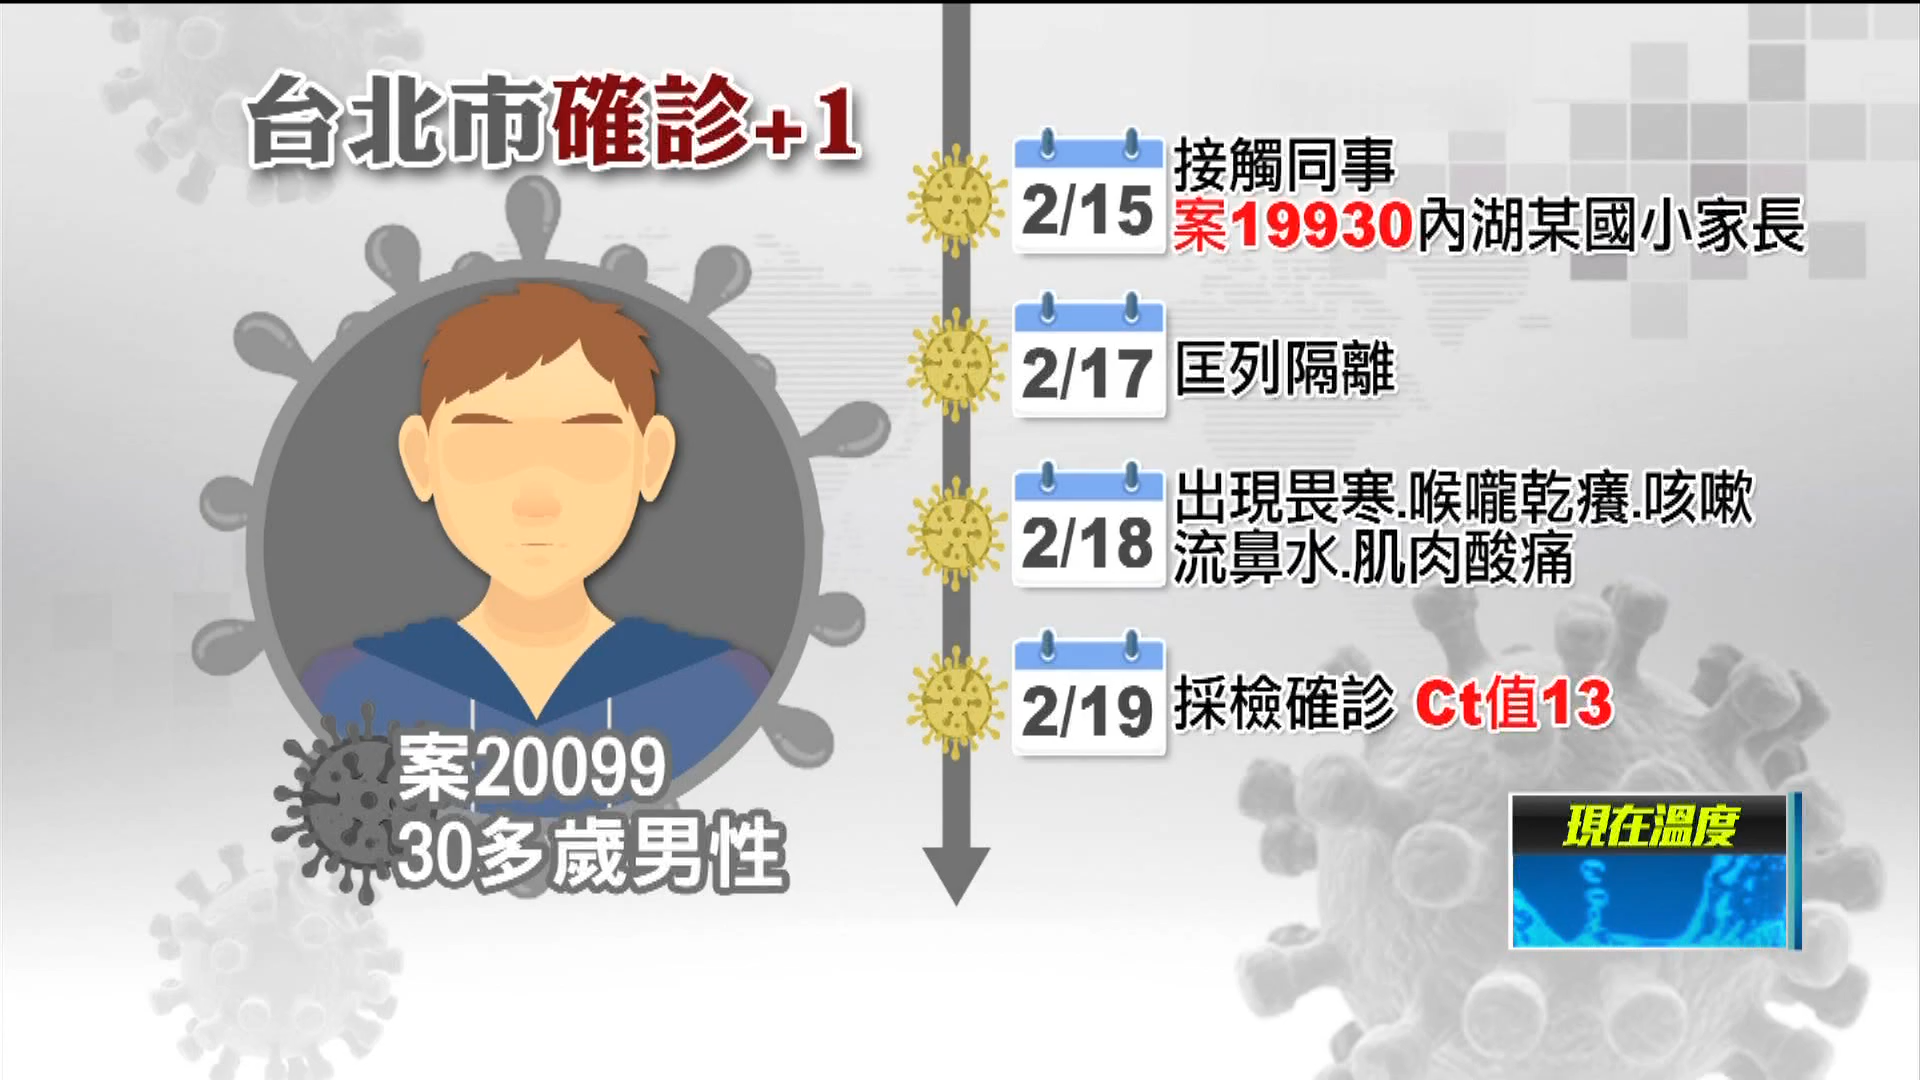 台北市確診+1
2/15
接觸同事
案19930內湖某國小家長
2/17
匡列隔離
2/18
出現畏寒.喉嚨乾癢.咳嗽
流鼻水.肌肉酸痛
2/19
採檢確診 Ct值13
案20099
30多歲男性
現在溫度